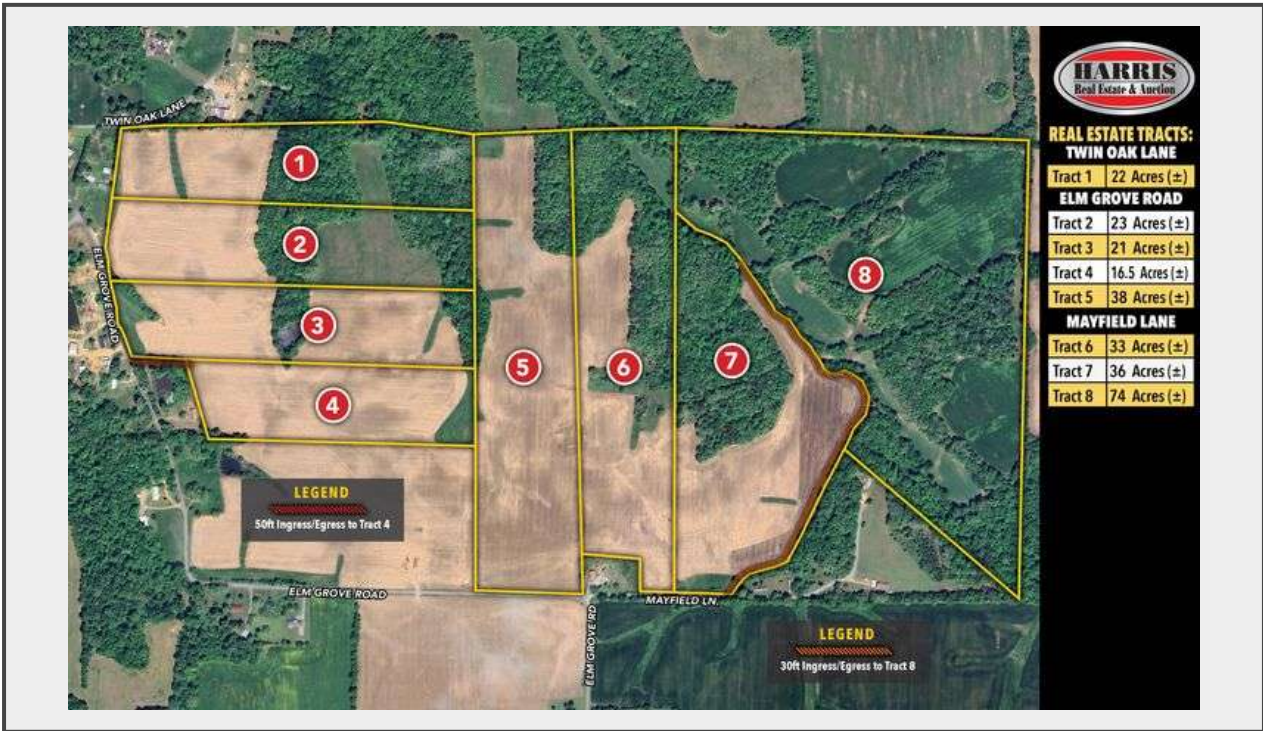 TWIN OAK LANE
ELM GROVE ROAD
1
2
3
4
5
6
7
8
LEGEND
50ft Ingress/Egress to Tract 4
ELM GROVE ROAD
ELM GROVE RD
MAYFIELD LN.
LEGEND
30ft Ingress/Egress to Tract 8
HARRIS
Real Estate & Auction
REAL ESTATE TRACTS:
TWIN OAK LANE
Tract 1 22 Acres (±)
ELM GROVE ROAD
Tract 2 23 Acres (±)
Tract 3 21 Acres (±)
Tract 4 16.5 Acres (±)
Tract 5 38 Acres (±)
MAYFIELD LANE
Tract 6 33 Acres (±)
Tract 7 36 Acres (±)
Tract 8 74 Acres (±)